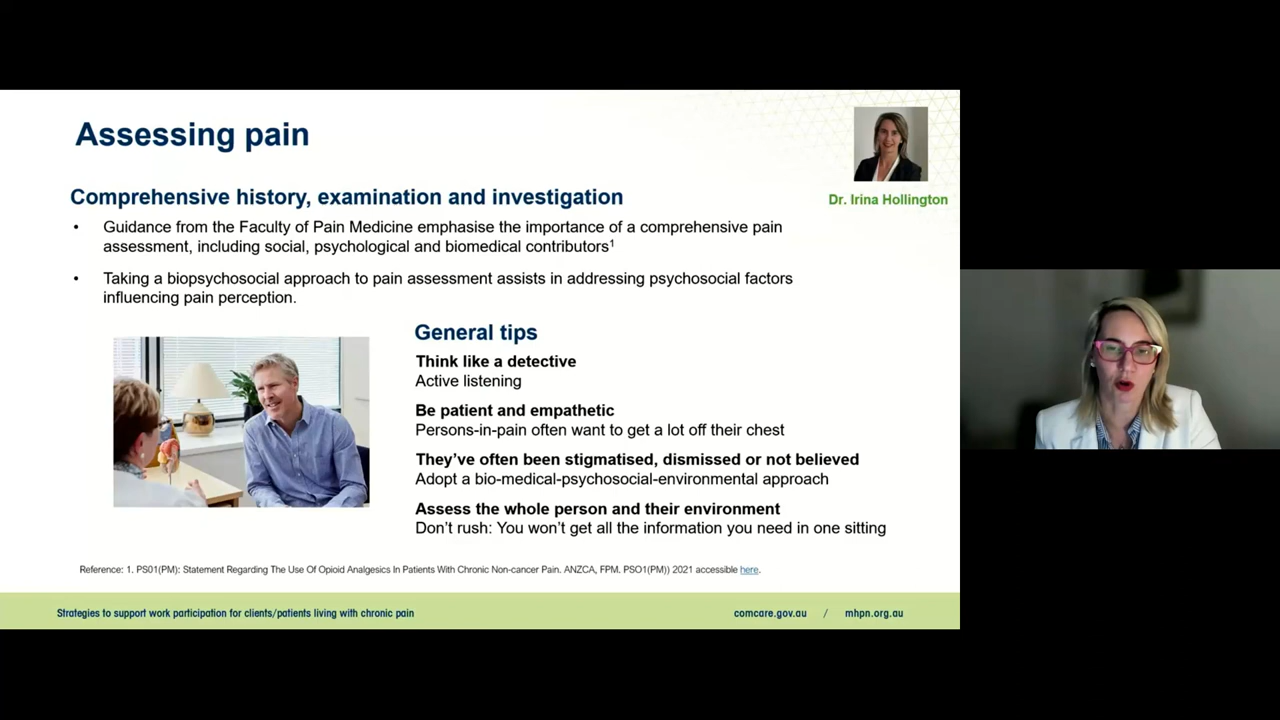 Assessing pain
Dr. Irina Hollington
Comprehensive history, examination and investigation
• Guidance from the Faculty of Pain Medicine emphasise the importance of a comprehensive pain
assessment, including social, psychological and biomedical contributors¹
• Taking a biopsychosocial approach to pain assessment assists in addressing psychosocial factors
influencing pain perception.
General tips
Think like a detective
Active listening
Be patient and empathetic
Persons-in-pain often want to get a lot off their chest
They've often been stigmatised, dismissed or not believed
Adopt a bio-medical-psychosocial-environmental approach
Assess the whole person and their environment
Don't rush: You won't get all the information you need in one sitting
Reference: 1. PS01(PM): Statement Regarding The Use Of Opioid Analgesics In Patients With Chronic Non-cancer Pain. ANZCA, FPM. PSO1(PM)) 2021 accessible here.
Strategies to support work participation for clients/patients living with chronic pain
comcare.gov.au / mhpn.org.au